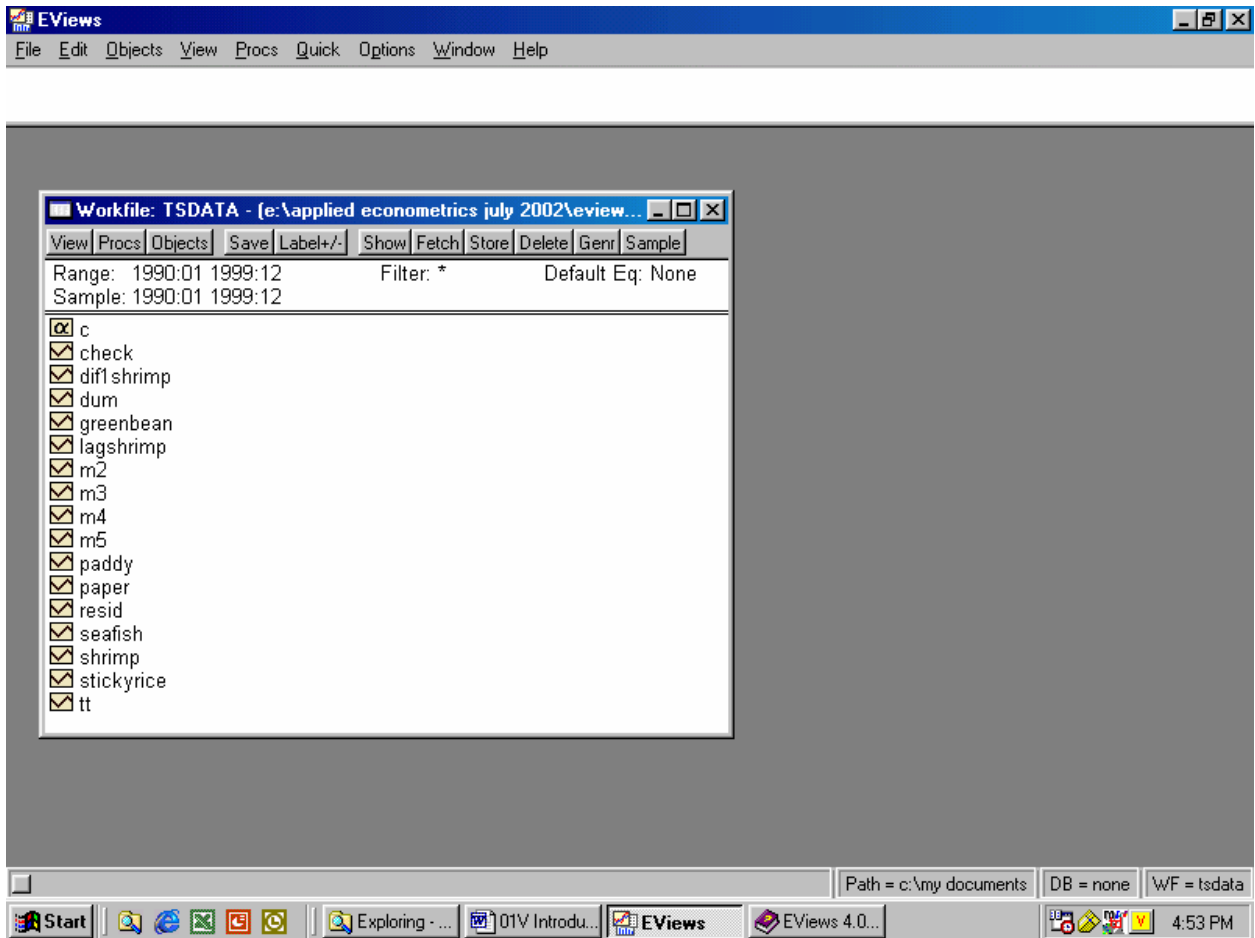 EViews
File Edit Objects View Procs Quick Options Window Help
Workfile: TSDATA - (e:\applied econometrics july 2002\eview...
View Procs Objects Save Label+/- Show Fetch Store Delete Genr Sample
Range: 1990:01 1999:12 Filter: * Default Eq: None
Sample: 1990:01 1999:12
α c
check
dif1shrimp
dum
greenbean
lagshrimp
m2
m3
m4
m5
paddy
paper
resid
seafish
shrimp
stickyrice
tt
Path = c:\my documents DB = none WF = tsdata
Start Exploring - ... 01V Introdu... EViews EViews 4.0... 4:53 PM